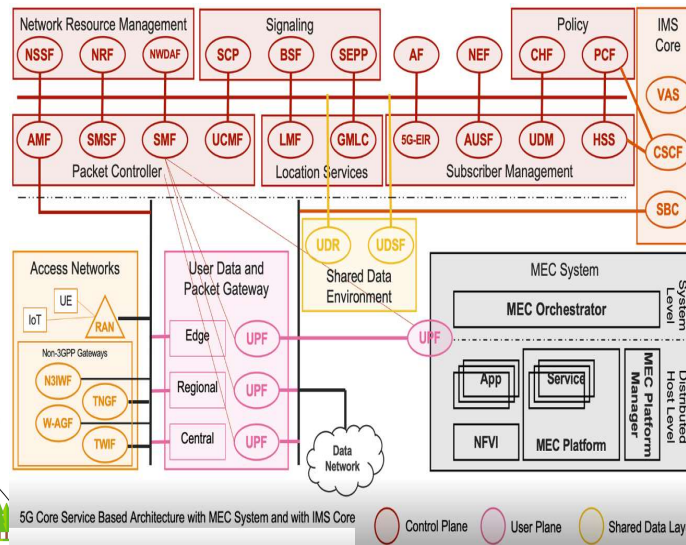 Network Resource Management
Signaling
Policy
IMS
Core
NSSF
NRF
NWDAF
SCP
BSF
SEPP
AF
NEF
CHF
PCF
VAS
AMF
SMSF
SMF
UCMF
LMF
GMLC
5G-EIR
AUSF
UDM
HSS
CSCF
Packet Controller
Location Services
Subscriber Management
SBC
UDR
UDSF
Shared Data
Environment
Access Networks
UE
IoT
RAN
Non-3GPP Gateways
N3IWF
TNGF
W-AGF
TWIF
User Data and
Packet Gateway
Edge
UPF
Regional
UPF
Central
UPF
UPF
Data
Network
MEC System
MEC Orchestrator
System
Level
App
Service
NFVI
MEC Platform
MEC Platform
Manager
Distributed
Host Level
5G Core Service Based Architecture with MEC System and with IMS Core
Control Plane
User Plane
Shared Data Lay